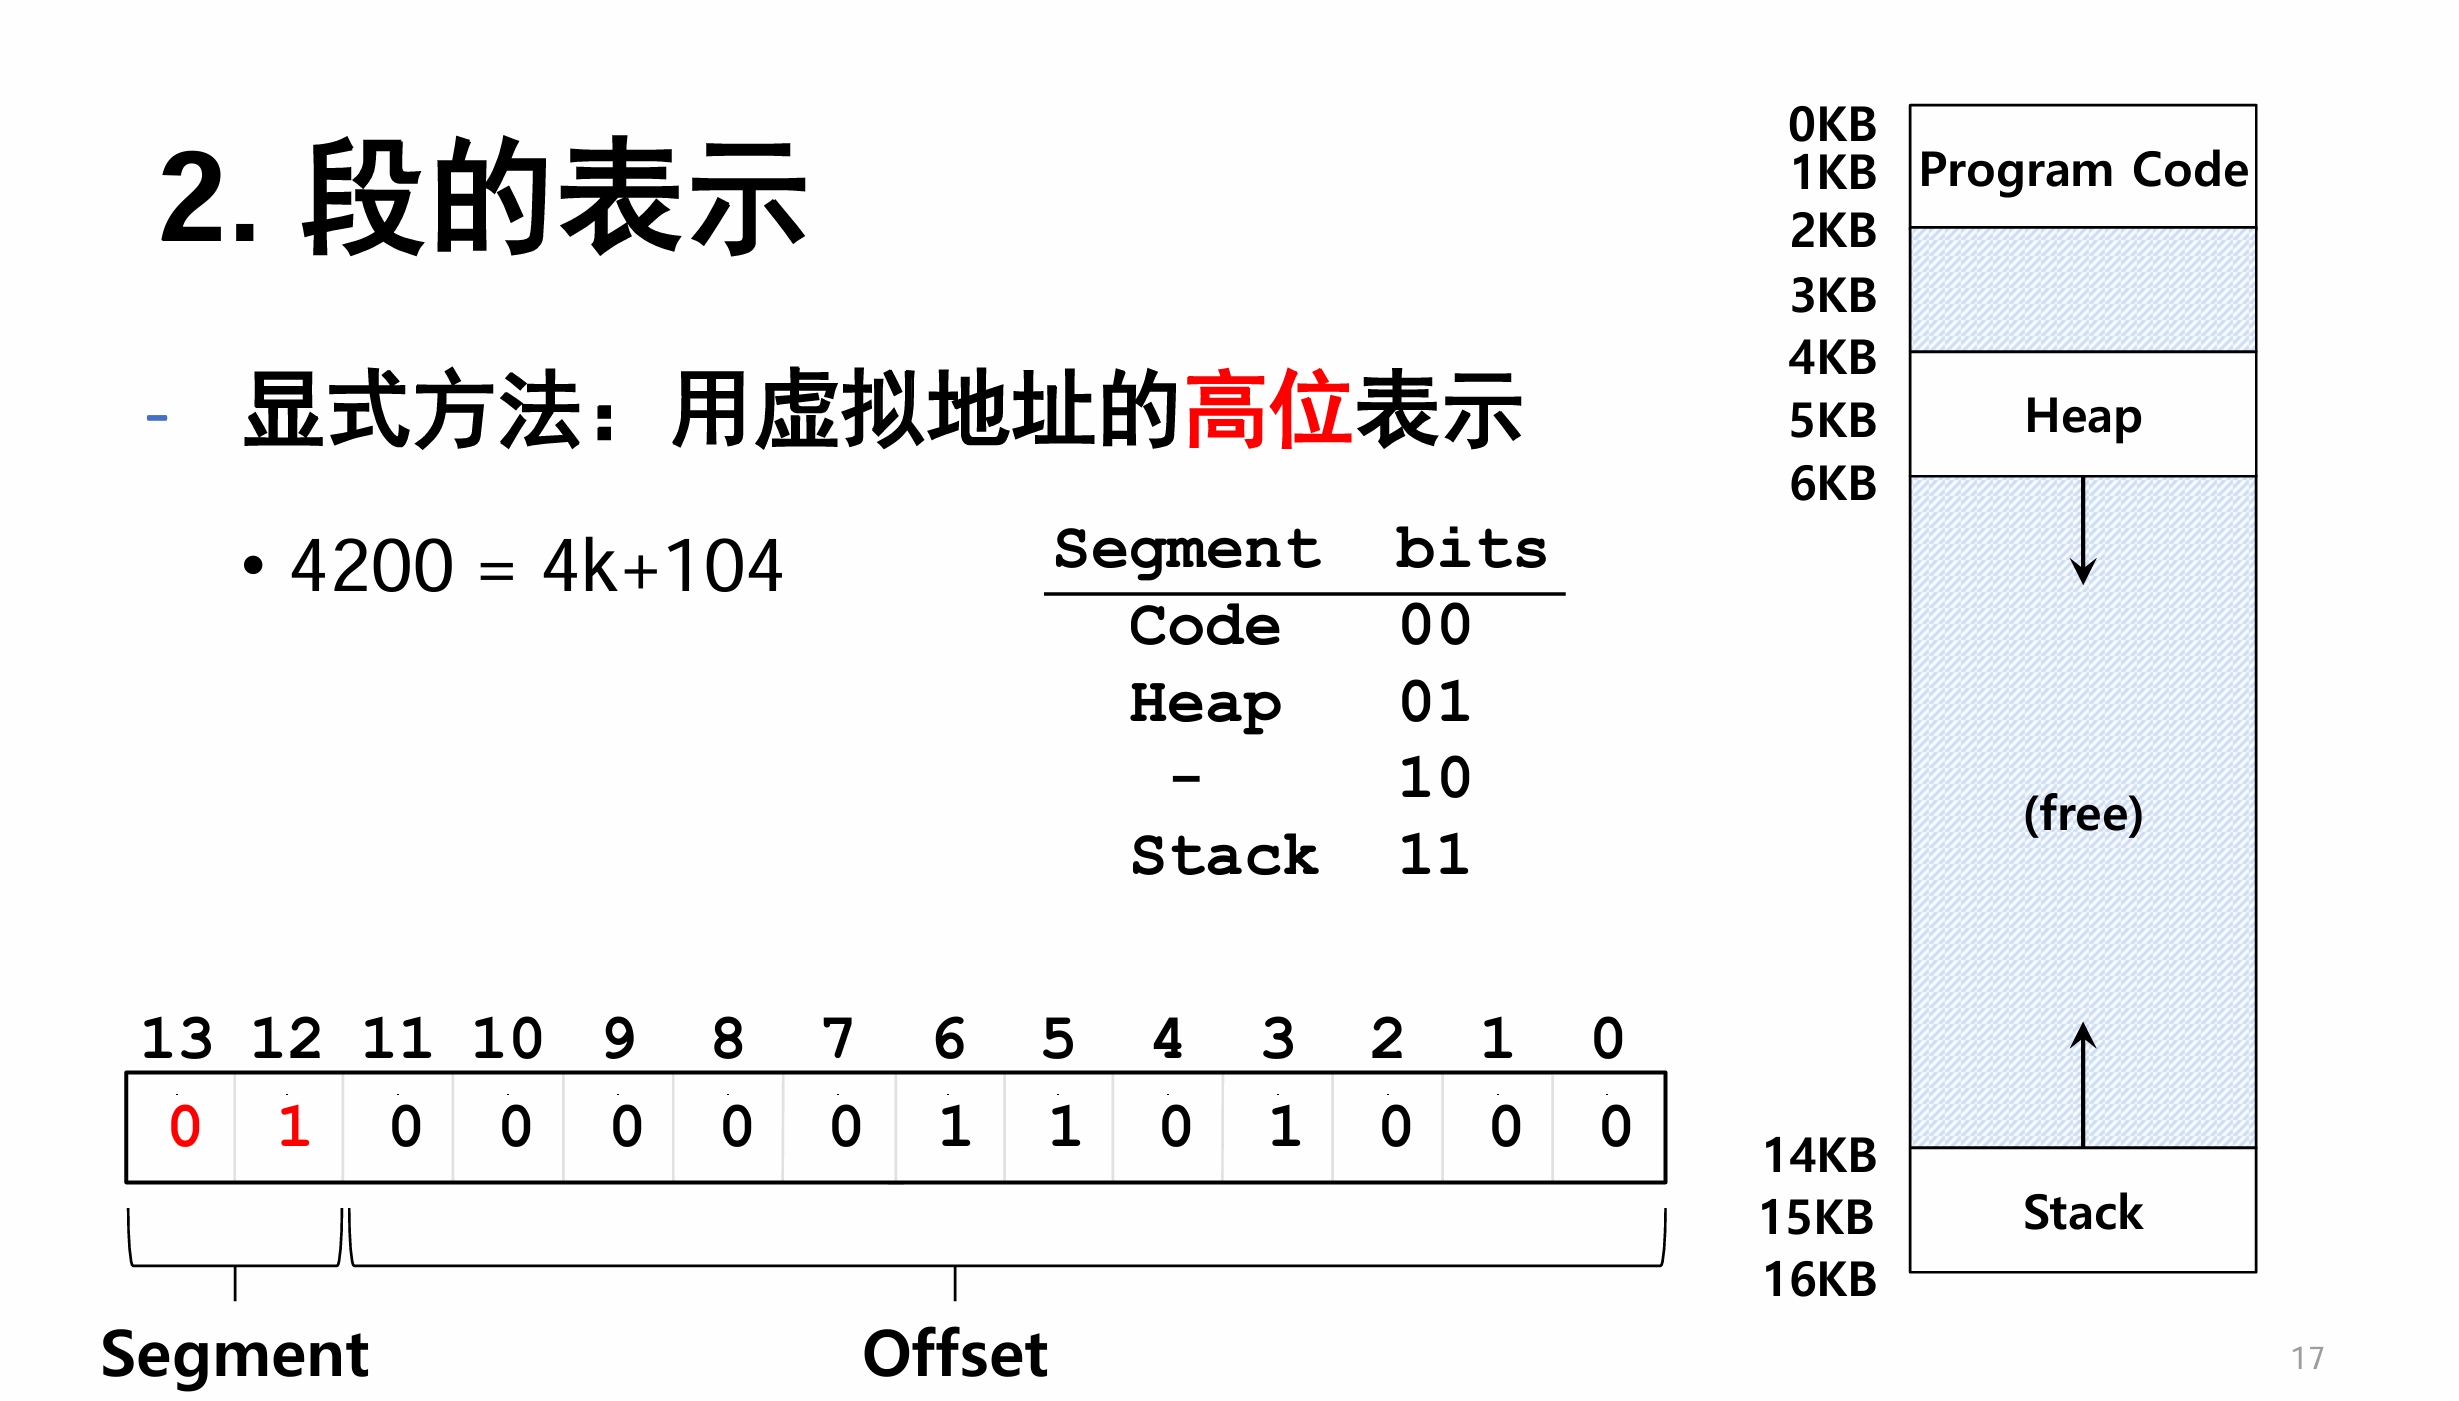 2. 段的表示
- 显式方法：用虚拟地址的高位表示
• 4200 = 4k+104
Segment bits
Code 00
Heap 01
- 10
Stack 11
13 12 11 10 9 8 7 6 5 4 3 2 1 0
0 1 0 0 0 0 0 1 1 0 1 0 0 0
Segment Offset
0KB
1KB
Program Code
2KB
3KB
4KB
5KB
Heap
6KB
(free)
14KB
15KB
Stack
16KB
17